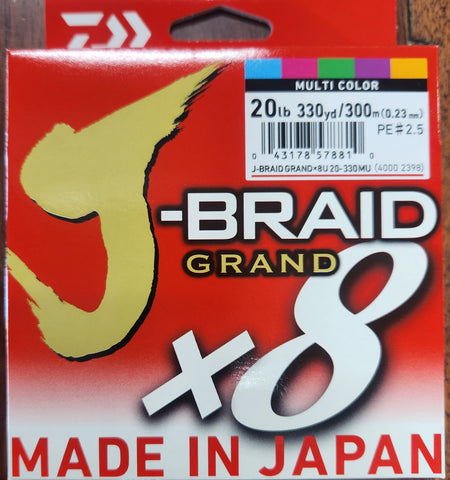 MULTI COLOR
20lb 330yd/300m(0.23mm)
PE#2.5
0 43178 57881 0
J-BRAID GRAND×8U 20-330MU (4000 2398)
J-BRAID
GRAND
×8
MADE IN JAPAN